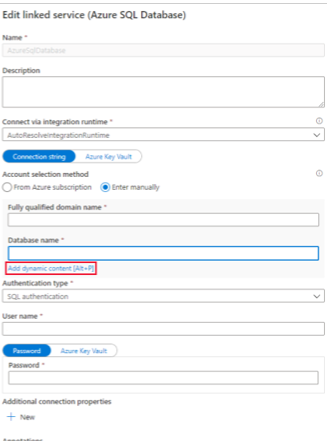 Edit linked service (Azure SQL Database)
Name *
AzureSqlDatabase
Description
Connect via integration runtime *
AutoResolveIntegrationRuntime
Connection string Azure Key Vault
Account selection method
From Azure subscription Enter manually
Fully qualified domain name *
Database name *
Add dynamic content [Alt+P]
Authentication type *
SQL authentication
User name *
Password Azure Key Vault
Password *
Additional connection properties
+ New
Annotations